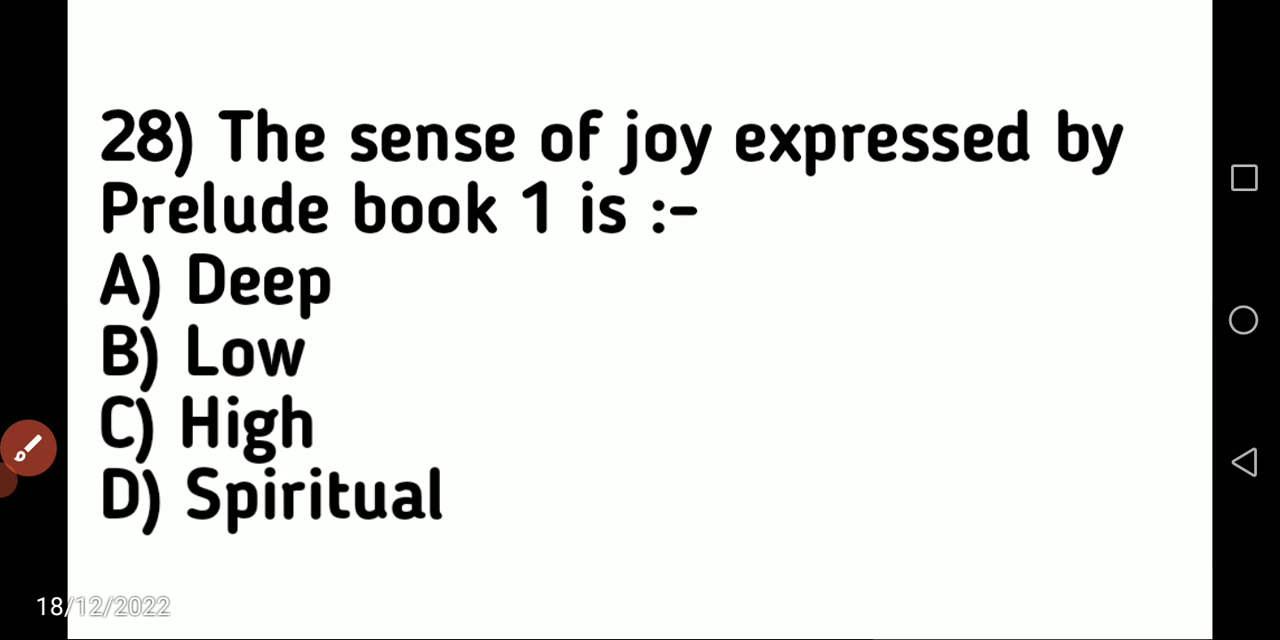 28) The sense of joy expressed by
Prelude book 1 is :-
A) Deep
B) Low
C) High
D) Spiritual
18/12/2022